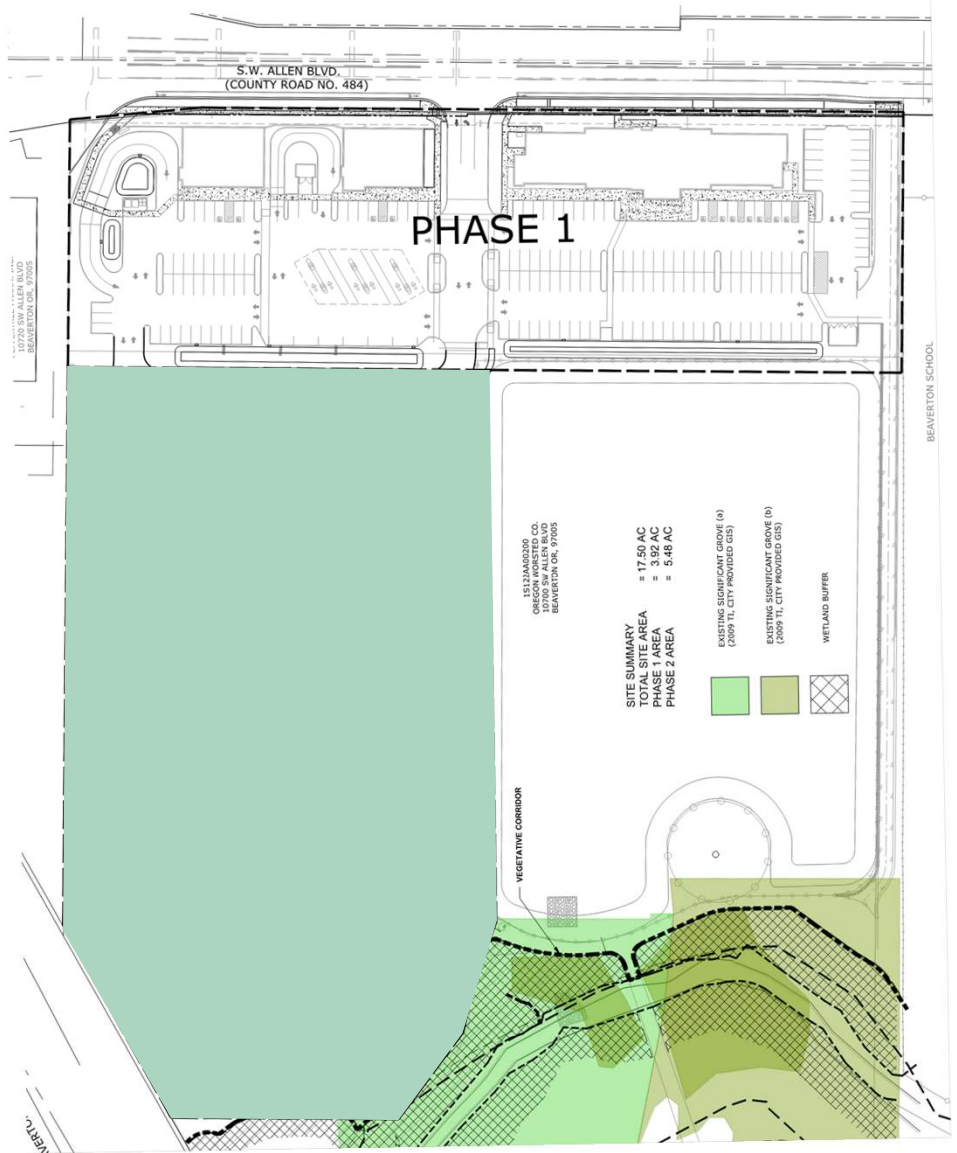 S.W. ALLEN BLVD.
(COUNTY ROAD NO. 484)
PHASE 1
10720 SW ALLEN BLVD
BEAVERTON OR, 97005
BEAVERTON SCHOOL
1S122AA00200
OREGON WORSTED CO.
10700 SW ALLEN BLVD
BEAVERTON OR, 97005
SITE SUMMARY
TOTAL SITE AREA = 17.50 AC
PHASE 1 AREA = 3.92 AC
PHASE 2 AREA = 5.48 AC
EXISTING SIGNIFICANT GROVE (a)
(2009 TI, CITY PROVIDED GIS)
EXISTING SIGNIFICANT GROVE (b)
(2009 TI, CITY PROVIDED GIS)
WETLAND BUFFER
VEGETATIVE CORRIDOR